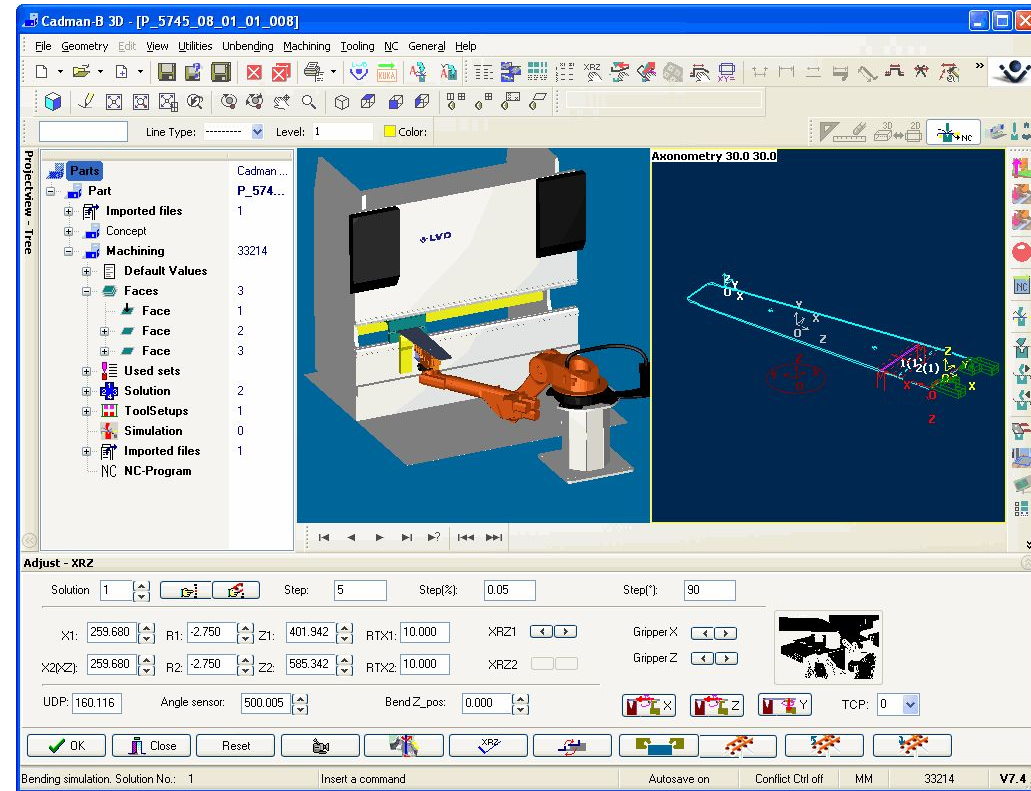 Cadman-B 3D - [P_5745_08_01_01_008]
File Geometry Edit View Utilities Unbending Machining Tooling NC General Help
KUKA XRZ
Line Type: Level: 1 Color: 3D 2D NC
Projectview - Tree
Parts Cadman ...
Part P_574...
Imported files 1
Concept
Machining 33214
Default Values
Faces 3
Face 1
Face 2
Face 3
Used sets
Solution 2
ToolSetups 1
Simulation 0
Imported files 1
NC NC-Program
LVD
Axonometry 30.0 30.0
NC
Adjust - XRZ
Solution 1 Step: 5 Step(%): 0.05 Step(°): 90
X1: 259.680 R1: -2.750 Z1: 401.942 RTX1: 10.000 XRZ1 Gripper X
X2(XZ): 259.680 R2: -2.750 Z2: 585.342 RTX2: 10.000 XRZ2 Gripper Z
UDP: 160.116 Angle sensor: 500.005 Bend Z_pos: 0.000 X Z Y TCP: 0
OK Close Reset XRZ
Bending simulation. Solution No.: 1 Insert a command Autosave on Conflict Ctrl off MM 33214 V7.4